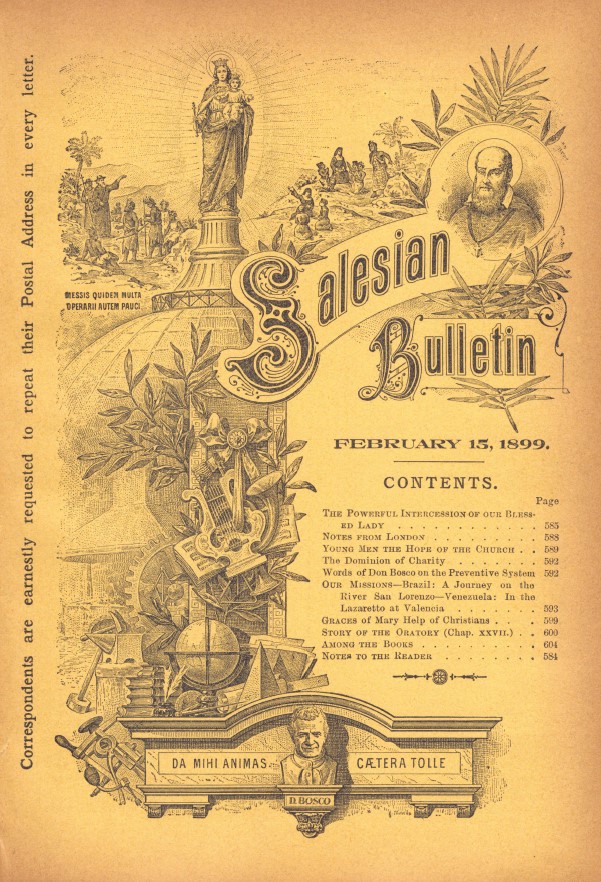 Correspondents are earnestly requested to repeat their Postal Address in every letter.
MESSIS QUIDEM MULTA
OPERARII AUTEM PAUCI
Salesian
Bulletin
FEBRUARY 15, 1899.
CONTENTS.
Page
THE POWERFUL INTERCESSION OF OUR BLESS-
ED LADY . . . . . . . . . . 585
NOTES FROM LONDON . . . . . . . . 588
YOUNG MEN THE HOPE OF THE CHURCH . . 589
The Dominion of Charity . . . . . . 592
Words of Don Bosco on the Preventive System 592
OUR MISSIONS—Brazil: A Journey on the
River San Lorenzo—Venezuela: In the
Lazaretto at Valencia . . . . . . 593
GRACES of Mary Help of Christians . . . . 599
STORY OF THE ORATORY (Chap. XXVII.) . . 600
AMONG THE BOOKS . . . . . . . . 604
NOTES TO THE READER . . . . . . . . 584
DA MIHI ANIMAS
CÆTERA TOLLE
D. BOSCO